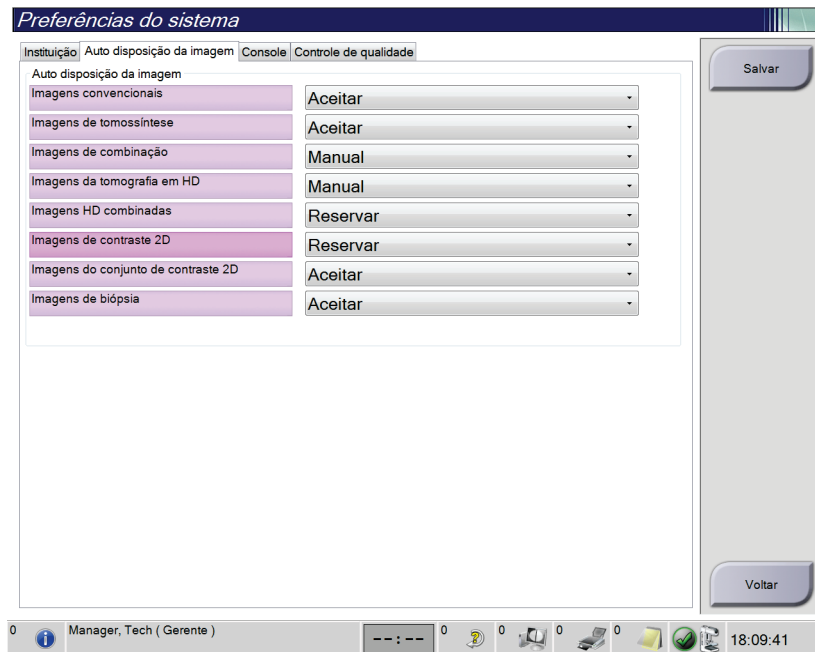 Preferências do sistema
Instituição Auto disposição da imagem Console Controle de qualidade
Salvar
Auto disposição da imagem
Imagens convencionais Aceitar
Imagens de tomossíntese Aceitar
Imagens de combinação Manual
Imagens da tomografia em HD Manual
Imagens HD combinadas Reservar
Imagens de contraste 2D Reservar
Imagens do conjunto de contraste 2D Aceitar
Imagens de biópsia Aceitar
Voltar
0 Manager, Tech ( Gerente ) --:-- 0 0 0 0 18:09:41